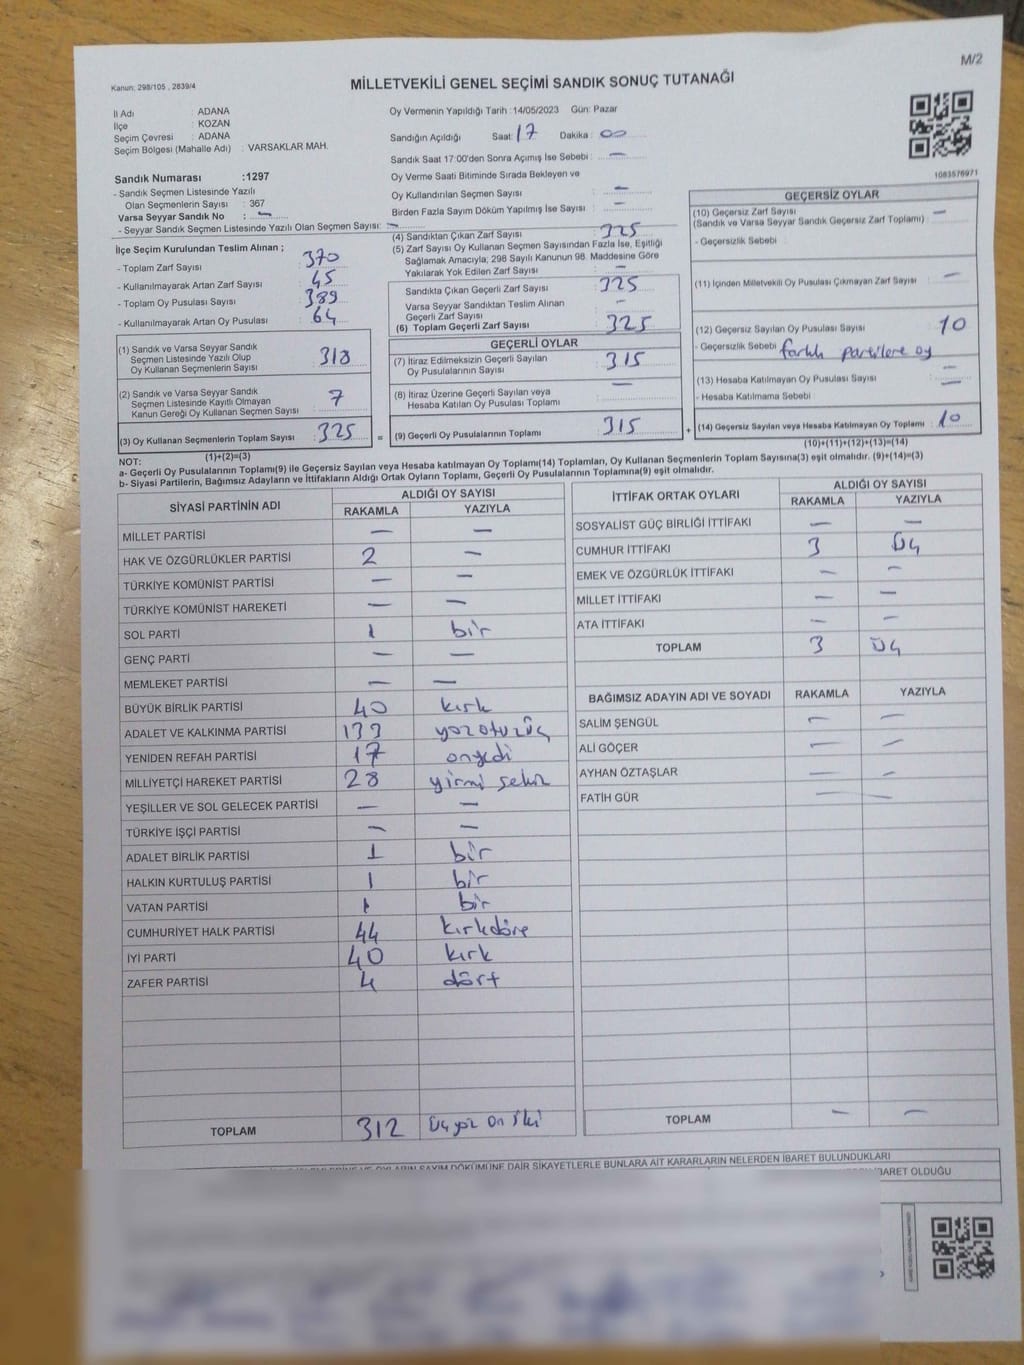 M/2
Kanun: 298/105 , 2839/4
MİLLETVEKİLİ GENEL SEÇİMİ SANDIK SONUÇ TUTANAĞI
İl Adı : ADANA
İlçe : KOZAN
Seçim Çevresi : ADANA
Seçim Bölgesi (Mahalle Adı) : VARSAKLAR MAH.
Sandık Numarası :1297
- Sandık Seçmen Listesinde Yazılı
Olan Seçmenlerin Sayısı : 367
Varsa Seyyar Sandık No : —
- Seyyar Sandık Seçmen Listesinde Yazılı Olan Seçmen Sayısı: —
İlçe Seçim Kurulundan Teslim Alınan ;
- Toplam Zarf Sayısı : 370
- Kullanılmayarak Artan Zarf Sayısı : 45
- Toplam Oy Pusulası Sayısı : 389
- Kullanılmayarak Artan Oy Pusulası : 64
(1) Sandık ve Varsa Seyyar Sandık
Seçmen Listesinde Yazılı Olup
Oy Kullanan Seçmenlerin Sayısı : 318
(2) Sandık ve Varsa Seyyar Sandık
Seçmen Listesinde Kayıtlı Olmayan
Kanun Gereği Oy Kullanan Seçmen Sayısı : 7
(3) Oy Kullanan Seçmenlerin Toplam Sayısı : 325
(1)+(2)=(3)
Oy Vermenin Yapıldığı Tarih :14/05/2023 Gün: Pazar
Sandığın Açıldığı Saat: 17 Dakika : 00
Sandık Saat 17:00'den Sonra Açımış İse Sebebi : —
Oy Verme Saati Bitiminde Sırada Bekleyen ve
Oy Kullandırılan Seçmen Sayısı : —
Birden Fazla Sayım Döküm Yapılmış İse Sayısı : —
(4) Sandıktan Çıkan Zarf Sayısı : 325
(5) Zarf Sayısı Oy Kullanan Seçmen Sayısından Fazla İse, Eşitliği
Sağlamak Amacıyla; 298 Sayılı Kanunun 98. Maddesine Göre
Yakılarak Yok Edilen Zarf Sayısı : —
Sandıkta Çıkan Geçerli Zarf Sayısı : 325
Varsa Seyyar Sandıktan Teslim Alınan
Geçerli Zarf Sayısı : —
(6) Toplam Geçerli Zarf Sayısı : 325
GEÇERLİ OYLAR
(7) İtiraz Edilmeksizin Geçerli Sayılan
Oy Pusulalarının Sayısı : 315
(8) İtiraz Üzerine Geçerli Sayılan veya
Hesaba Katılan Oy Pusulası Toplamı : —
= (9) Geçerli Oy Pusulalarının Toplamı : 315
1083576971
GEÇERSİZ OYLAR
(10) Geçersiz Zarf Sayısı : —
(Sandık ve Varsa Seyyar Sandık Geçersiz Zarf Toplamı)
- Geçersizlik Sebebi :
(11) İçinden Milletvekili Oy Pusulası Çıkmayan Zarf Sayısı : —
(12) Geçersiz Sayılan Oy Pusulası Sayısı : 10
- Geçersizlik Sebebi : farklı partilere oy
(13) Hesaba Katılmayan Oy Pusulası Sayısı : —
- Hesaba Katılmama Sebebi : —
+ (14) Geçersiz Sayılan veya Hesaba Katılmayan Oy Toplamı : 10
(10)+(11)+(12)+(13)=(14)
NOT:
a- Geçerli Oy Pusulalarının Toplamı(9) ile Geçersiz Sayılan veya Hesaba katılmayan Oy Toplamı(14) Toplamları, Oy Kullanan Seçmenlerin Toplam Sayısına(3) eşit olmalıdır. (9)+(14)=(3)
b- Siyasi Partilerin, Bağımsız Adayların ve İttifakların Aldığı Ortak Oyların Toplamı, Geçerli Oy Pusulalarının Toplamına(9) eşit olmalıdır.
SİYASİ PARTİNİN ADI ALDIĞI OY SAYISI
RAKAMLA YAZIYLA
MİLLET PARTİSİ — —
HAK VE ÖZGÜRLÜKLER PARTİSİ 2 —
TÜRKİYE KOMÜNİST PARTİSİ — —
TÜRKİYE KOMÜNİST HAREKETİ — —
SOL PARTİ 1 bir
GENÇ PARTİ — —
MEMLEKET PARTİSİ — —
BÜYÜK BİRLİK PARTİSİ 40 kırk
ADALET VE KALKINMA PARTİSİ 133 yüzotuzüç
YENİDEN REFAH PARTİSİ 17 onyedi
MİLLİYETÇİ HAREKET PARTİSİ 28 yirmi sekiz
YEŞİLLER VE SOL GELECEK PARTİSİ — —
TÜRKİYE İŞÇİ PARTİSİ — —
ADALET BİRLİK PARTİSİ 1 bir
HALKIN KURTULUŞ PARTİSİ 1 bir
VATAN PARTİSİ 1 bir
CUMHURİYET HALK PARTİSİ 44 kırkdört
İYİ PARTİ 40 kırk
ZAFER PARTİSİ 4 dört
TOPLAM 312 üçyüz on iki
İTTİFAK ORTAK OYLARI ALDIĞI OY SAYISI
RAKAMLA YAZIYLA
SOSYALİST GÜÇ BİRLİĞİ İTTİFAKI — —
CUMHUR İTTİFAKI 3 Üç
EMEK VE ÖZGÜRLÜK İTTİFAKI — —
MİLLET İTTİFAKI — —
ATA İTTİFAKI — —
TOPLAM 3 Üç
BAĞIMSIZ ADAYIN ADI VE SOYADI RAKAMLA YAZIYLA
SALİM ŞENGÜL — —
ALİ GÖÇER — —
AYHAN ÖZTAŞLAR — —
FATİH GÜR — —
TOPLAM — —
OYLARIN SAYIM DÖKÜMÜNE DAİR ŞİKAYETLERLE BUNLARA AİT KARARLARIN NELERDEN İBARET BULUNDUKLARI
İBARET OLDUĞU